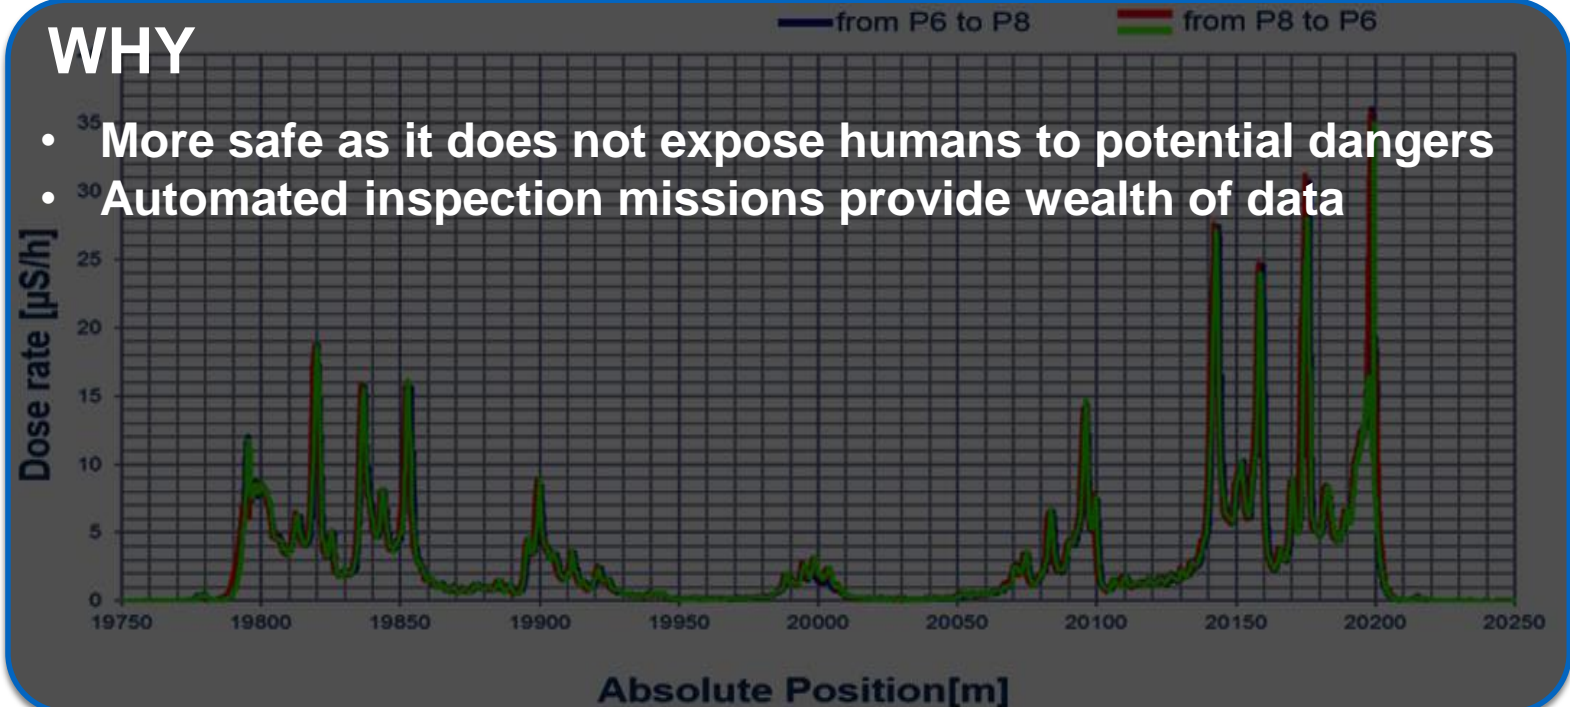 from P6 to P8 from P8 to P6
WHY
• More safe as it does not expose humans to potential dangers
• Automated inspection missions provide wealth of data
Dose rate [µS/h]
35
30
25
20
15
10
5
0
19750 19800 19850 19900 19950 20000 20050 20100 20150 20200 20250
Absolute Position[m]